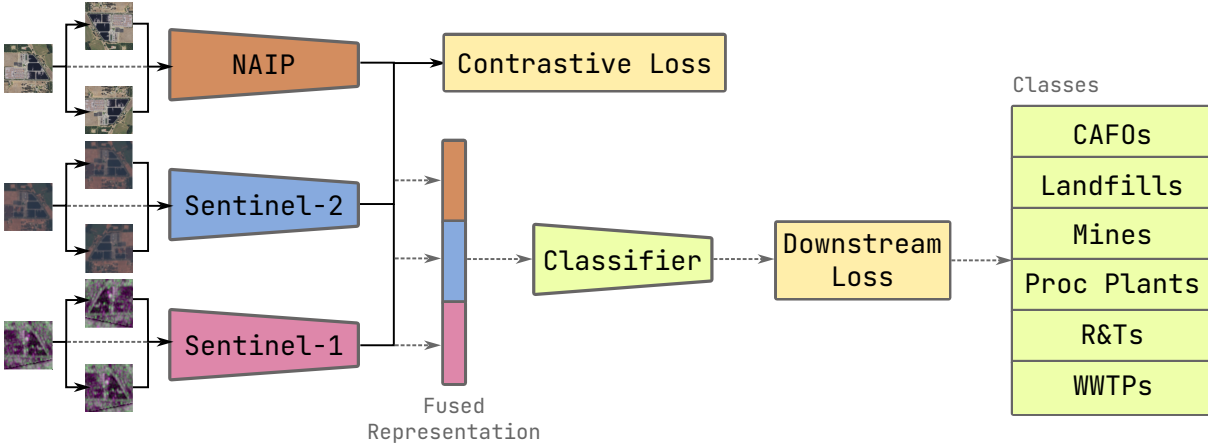 NAIP
Contrastive Loss
Sentinel-2
Sentinel-1
Fused
Representation
Classifier
Downstream
Loss
Classes
CAFOs
Landfills
Mines
Proc Plants
R&Ts
WWTPs